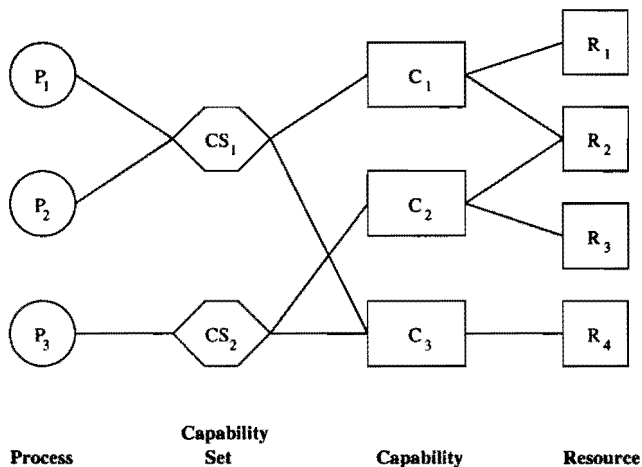 P₁
P₂
P₃
CS₁
CS₂
C₁
C₂
C₃
R₁
R₂
R₃
R₄
Process
Capability
Set
Capability
Resource